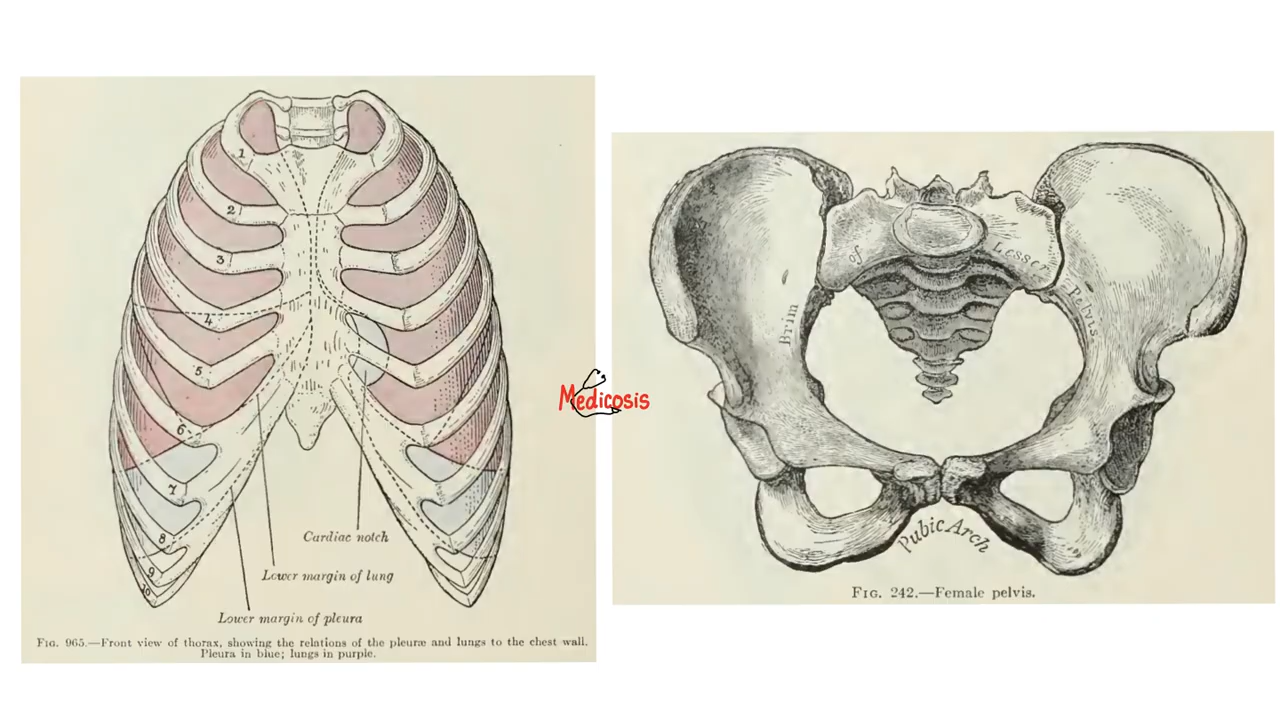 1
2
3
4
5
6
7
8
9
10
Cardiac notch
Lower margin of lung
Lower margin of pleura
FIG. 965.—Front view of thorax, showing the relations of the pleuræ and lungs to the chest wall.
Pleura in blue; lungs in purple.
Medicosis
Brim
of
Lesser
Pelvis
Pubic Arch
FIG. 242.—Female pelvis.